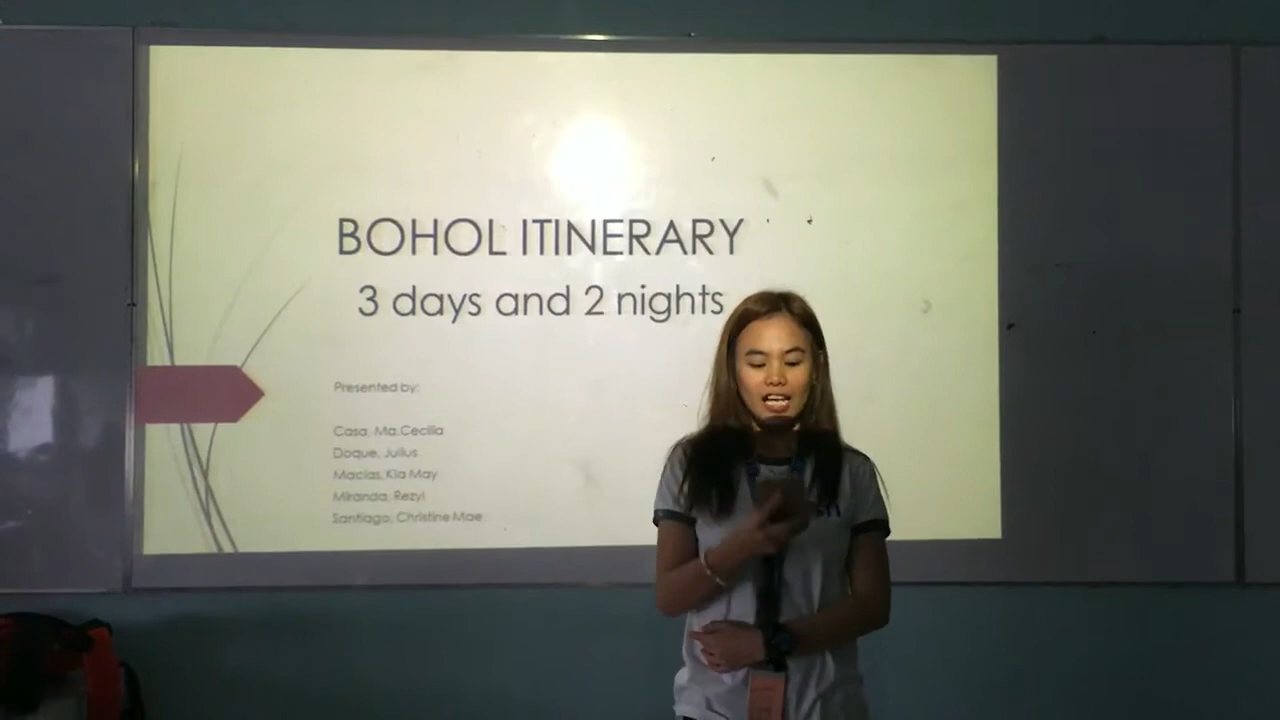 BOHOL ITINERARY
3 days and 2 nights
Presented by:
Casa, Ma.Cecilia
Doque, Julius
Macias, Kia May
Miranda, Rezyl
Santiago, Christine Mae